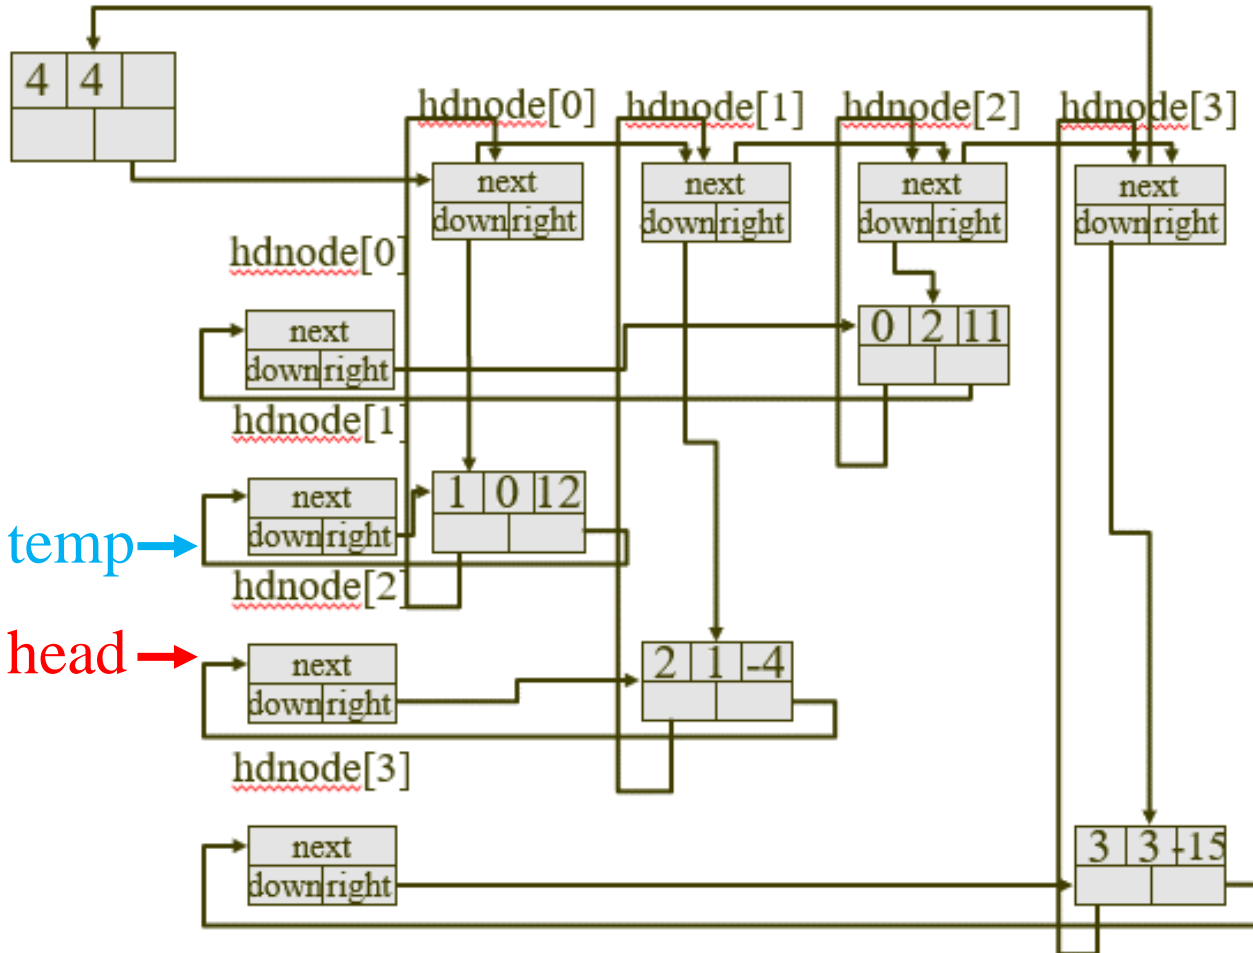 4 4
hdnode[0] hdnode[1] hdnode[2] hdnode[3]
next next next next
down right down right down right down right
hdnode[0]
next 0 2 11
down right
hdnode[1]
next 1 0 12
down right
temp
hdnode[2]
head
next 2 1 -4
down right
hdnode[3]
next 3 3 -15
down right